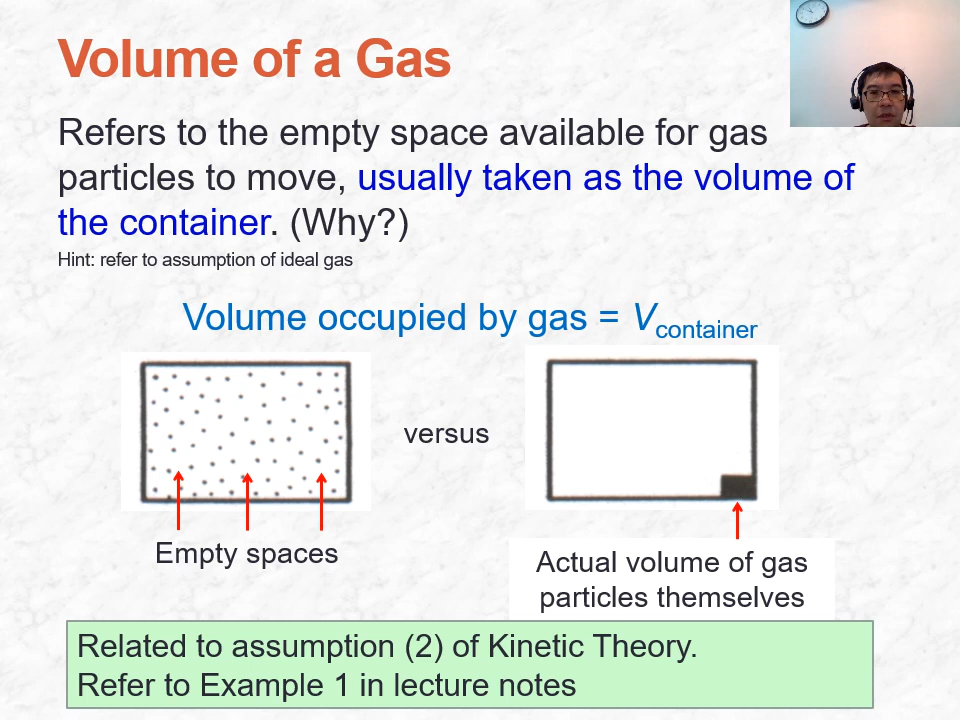 Volume of a Gas
Refers to the empty space available for gas
particles to move, usually taken as the volume of
the container. (Why?)
Hint: refer to assumption of ideal gas
Volume occupied by gas = Vcontainer
versus
Empty spaces
Actual volume of gas
particles themselves
Related to assumption (2) of Kinetic Theory.
Refer to Example 1 in lecture notes